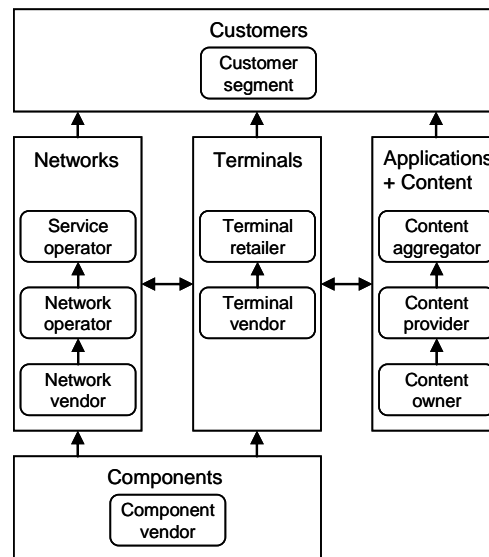 Customers
Customer
segment
Networks
Service
operator
Network
operator
Network
vendor
Terminals
Terminal
retailer
Terminal
vendor
Applications
+ Content
Content
aggregator
Content
provider
Content
owner
Components
Component
vendor